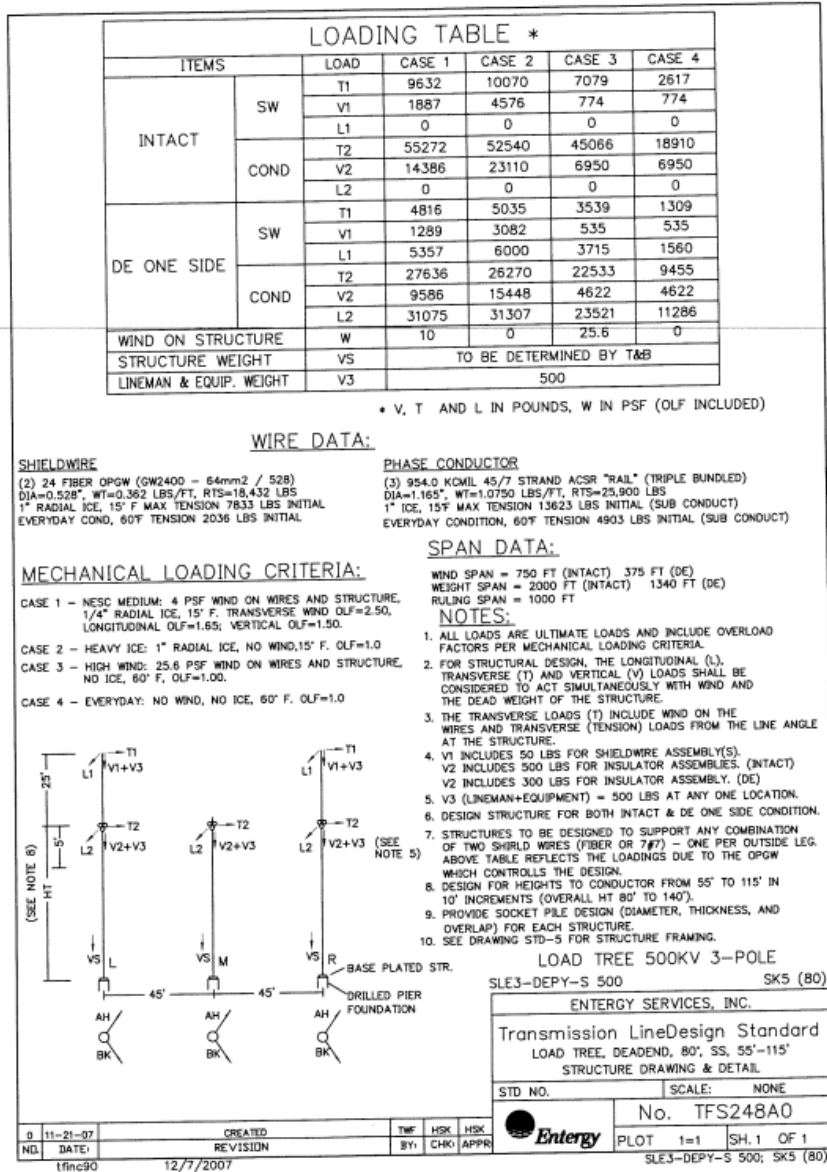 LOADING TABLE *
ITEMS LOAD CASE 1 CASE 2 CASE 3 CASE 4
INTACT SW T1 9632 10070 7079 2617
V1 1887 4576 774 774
L1 0 0 0 0
COND T2 55272 52540 45066 18910
V2 14386 23110 6950 6950
L2 0 0 0 0
DE ONE SIDE SW T1 4816 5035 3539 1309
V1 1289 3082 535 535
L1 5357 6000 3715 1560
COND T2 27636 26270 22533 9455
V2 9586 15448 4622 4622
L2 31075 31307 23521 11286
WIND ON STRUCTURE W 10 0 25.6 0
STRUCTURE WEIGHT VS TO BE DETERMINED BY T&B
LINEMAN & EQUIP. WEIGHT V3 500
* V, T AND L IN POUNDS, W IN PSF (OLF INCLUDED)
WIRE DATA:
SHIELDWIRE
(2) 24 FIBER OPGW (GW2400 - 64mm2 / 528)
DIA=0.528", WT=0.362 LBS/FT, RTS=18,432 LBS
1" RADIAL ICE, 15° F MAX TENSION 7833 LBS INITIAL
EVERYDAY COND, 60°F TENSION 2036 LBS INITIAL
PHASE CONDUCTOR
(3) 954.0 KCMIL 45/7 STRAND ACSR "RAIL" (TRIPLE BUNDLED)
DIA=1.165", WT=1.0750 LBS/FT, RTS=25,900 LBS
1" ICE, 15°F MAX TENSION 13623 LBS INITIAL (SUB CONDUCT)
EVERYDAY CONDITION, 60°F TENSION 4903 LBS INITIAL (SUB CONDUCT)
MECHANICAL LOADING CRITERIA:
CASE 1 - NESC MEDIUM: 4 PSF WIND ON WIRES AND STRUCTURE,
1/4" RADIAL ICE, 15° F. TRANSVERSE WIND OLF=2.50,
LONGITUDINAL OLF=1.65; VERTICAL OLF=1.50.
CASE 2 - HEAVY ICE: 1" RADIAL ICE, NO WIND,15° F. OLF=1.0
CASE 3 - HIGH WIND: 25.6 PSF WIND ON WIRES AND STRUCTURE,
NO ICE, 60° F, OLF=1.00.
CASE 4 - EVERYDAY: NO WIND, NO ICE, 60° F. OLF=1.0
SPAN DATA:
WIND SPAN = 750 FT (INTACT) 375 FT (DE)
WEIGHT SPAN = 2000 FT (INTACT) 1340 FT (DE)
RULING SPAN = 1000 FT
NOTES:
1. ALL LOADS ARE ULTIMATE LOADS AND INCLUDE OVERLOAD
FACTORS PER MECHANICAL LOADING CRITERIA.
2. FOR STRUCTURAL DESIGN, THE LONGITUDINAL (L),
TRANSVERSE (T) AND VERTICAL (V) LOADS SHALL BE
CONSIDERED TO ACT SIMULTANEOUSLY WITH WIND AND
THE DEAD WEIGHT OF THE STRUCTURE.
3. THE TRANSVERSE LOADS (T) INCLUDE WIND ON THE
WIRES AND TRANSVERSE (TENSION) LOADS FROM THE LINE ANGLE
AT THE STRUCTURE.
4. V1 INCLUDES 50 LBS FOR SHIELDWIRE ASSEMBLY(S).
V2 INCLUDES 500 LBS FOR INSULATOR ASSEMBLIES. (INTACT)
V2 INCLUDES 300 LBS FOR INSULATOR ASSEMBLY. (DE)
5. V3 (LINEMAN+EQUIPMENT) = 500 LBS AT ANY ONE LOCATION.
6. DESIGN STRUCTURE FOR BOTH INTACT & DE ONE SIDE CONDITION.
7. STRUCTURES TO BE DESIGNED TO SUPPORT ANY COMBINATION
OF TWO SHIRLD WIRES (FIBER OR 7#7) - ONE PER OUTSIDE LEG.
ABOVE TABLE REFLECTS THE LOADINGS DUE TO THE OPGW
WHICH CONTROLLS THE DESIGN.
8. DESIGN FOR HEIGHTS TO CONDUCTOR FROM 55' TO 115' IN
10' INCREMENTS (OVERALL HT 80' TO 140').
9. PROVIDE SOCKET PILE DESIGN (DIAMETER, THICKNESS, AND
OVERLAP) FOR EACH STRUCTURE.
10. SEE DRAWING STD-5 FOR STRUCTURE FRAMING.
T1 T1
L1 V1+V3 L1 V1+V3
25'
T2 T2 T2
L2 V2+V3 L2 V2+V3 L2 V2+V3 (SEE
NOTE 5)
5'
(SEE NOTE 8)
HT
VS L VS M VS R
BASE PLATED STR.
45' 45'
DRILLED PIER
FOUNDATION
AH AH AH
BK BK BK
LOAD TREE 500KV 3-POLE
SLE3-DEPY-S 500 SK5 (80)
ENTERGY SERVICES, INC.
Transmission LineDesign Standard
LOAD TREE, DEADEND, 80°, SS, 55'-115'
STRUCTURE DRAWING & DETAIL
STD NO. SCALE: NONE
Entergy
No. TFS248A0
PLOT 1=1 SH. 1 OF 1
0 11-21-07 CREATED TWF HSK HSK
NO. DATE: REVISION BY: CHK: APPR
tfinc90 12/7/2007
SLE3-DEPY-S 500; SK5 (80)